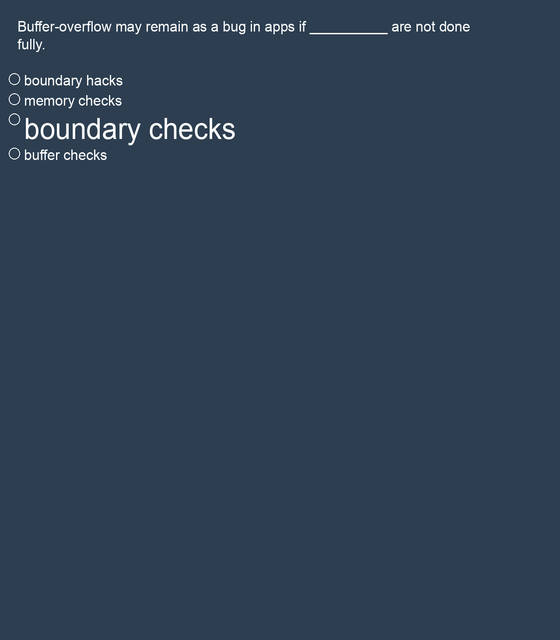 Buffer-overflow may remain as a bug in apps if __________ are not done
fully.
boundary hacks
memory checks
boundary checks
buffer checks